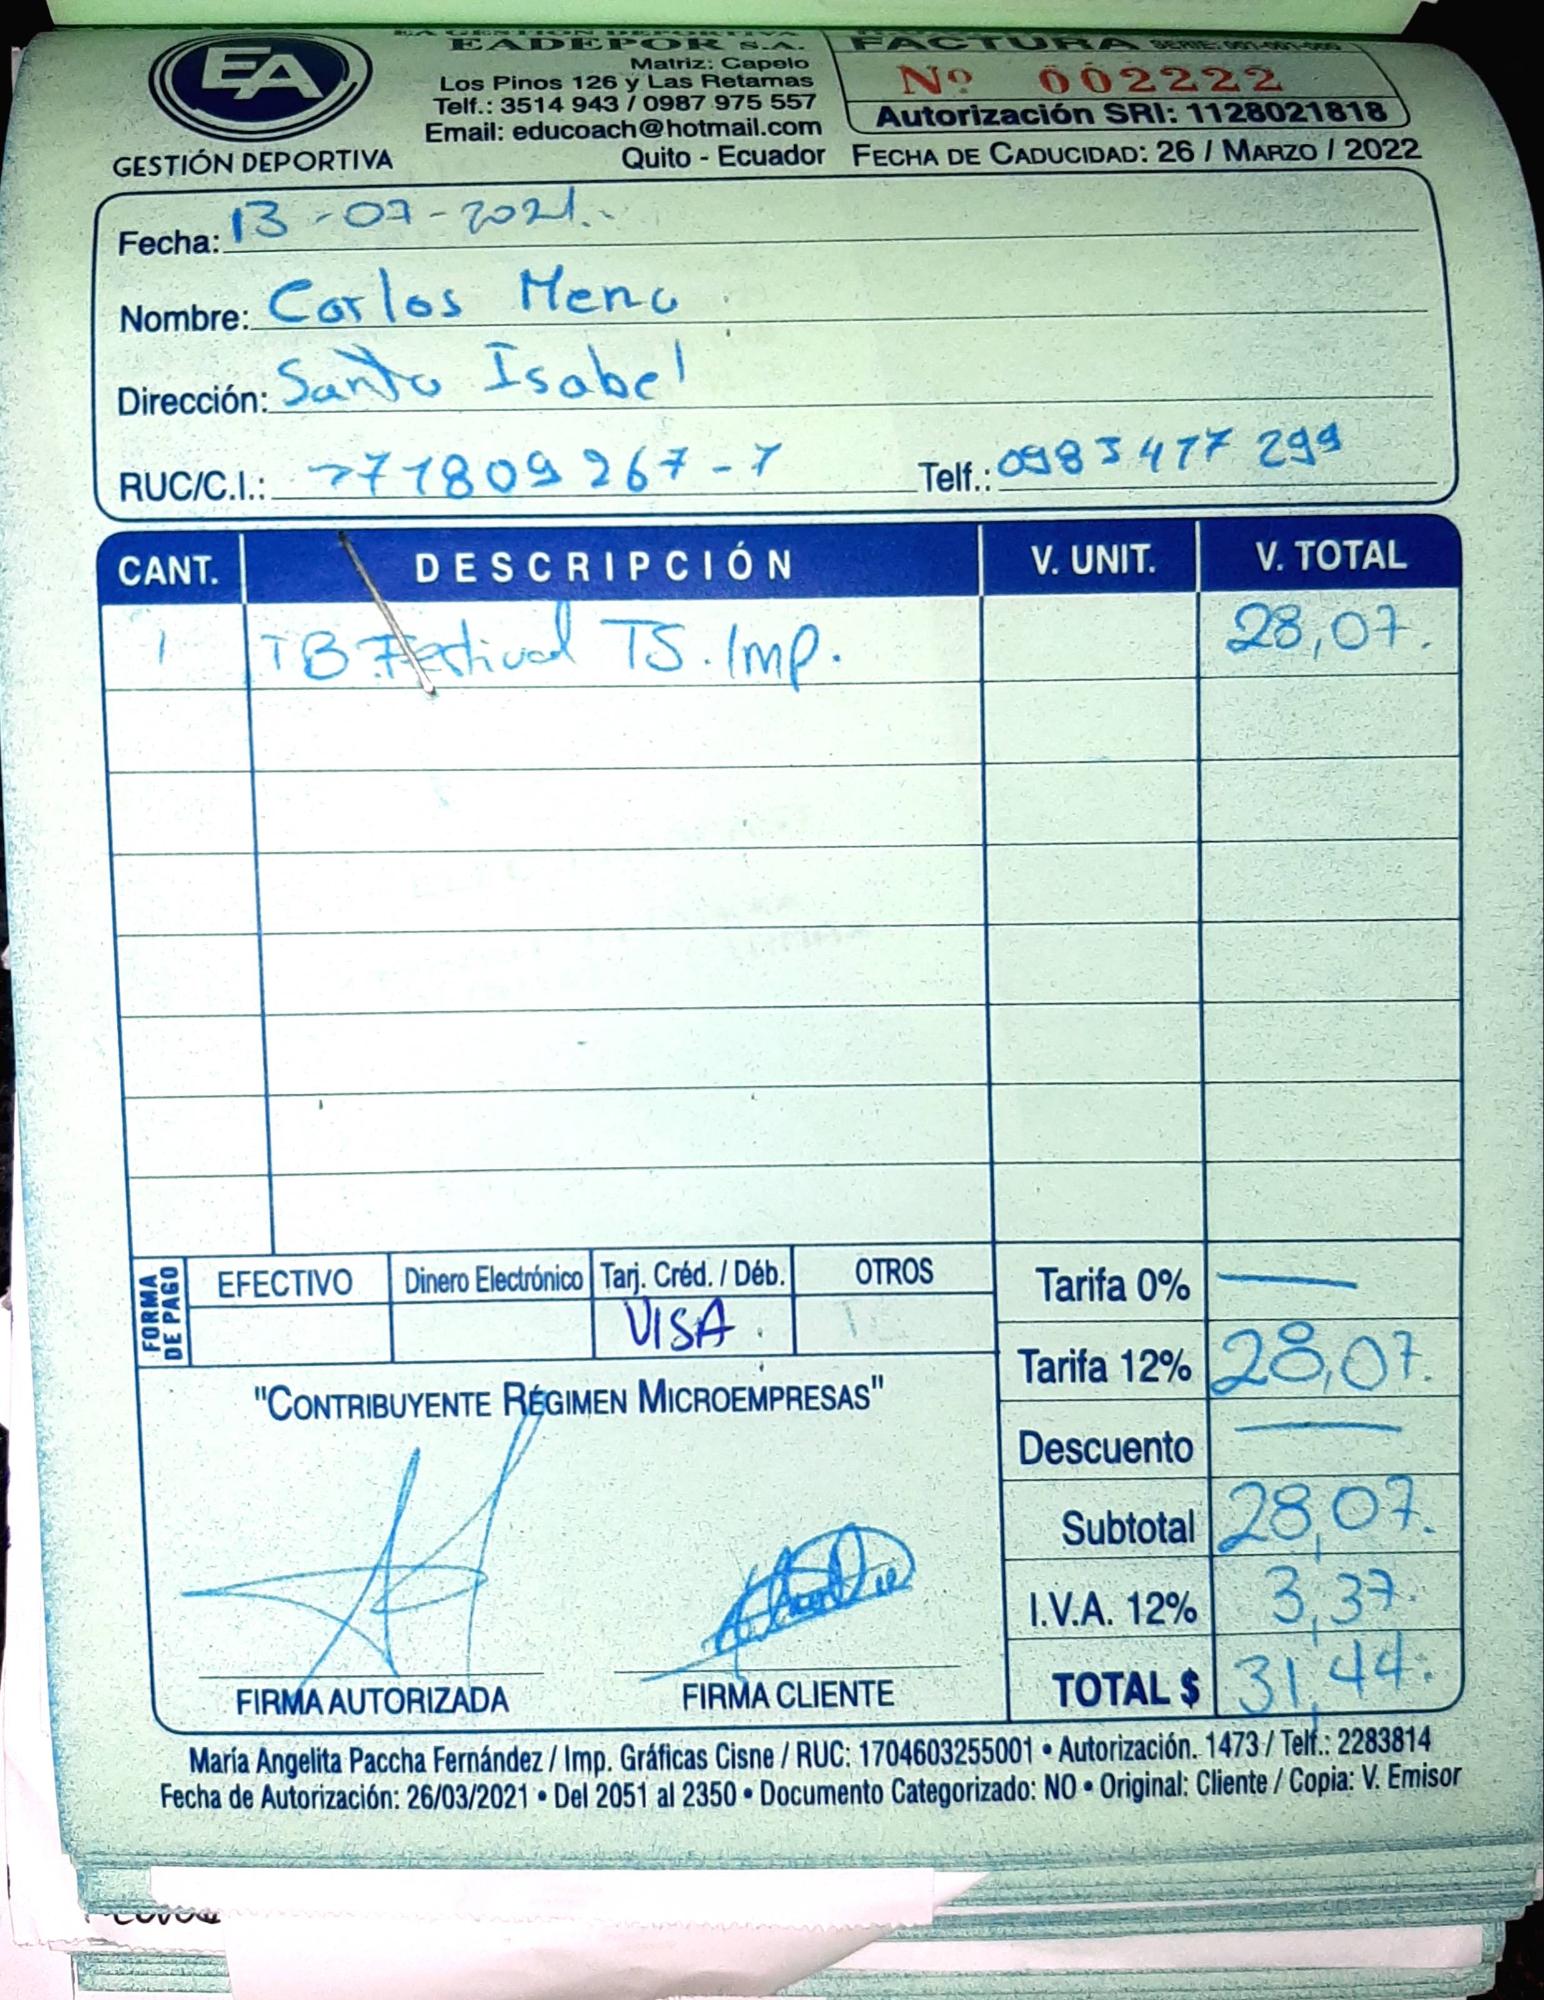 EA
GESTIÓN DEPORTIVA
EA GESTIÓN DEPORTIVA
EADEPOR S.A.
Matriz: Capelo
Los Pinos 126 y Las Retamas
Telf.: 3514 943 / 0987 975 557
Email: educoach@hotmail.com
Quito - Ecuador
FACTURA SERIE: 001-001-000
Nº 002222
Autorización SRI: 1128021818
FECHA DE CADUCIDAD: 26 / MARZO / 2022
Fecha: 13-07-2021.
Nombre: Carlos Mena
Dirección: Santa Isabel
RUC/C.I.: 171809267-7 Telf.: 0983 477 299
CANT. DESCRIPCIÓN V. UNIT. V. TOTAL
1 TB Festival TS. Imp. 28,07.
FORMA DE PAGO
EFECTIVO Dinero Electrónico Tarj. Créd. / Déb. OTROS
VISA
Tarifa 0% —
Tarifa 12% 28,07.
Descuento —
Subtotal 28,07.
I.V.A. 12% 3,37.
TOTAL $ 31,44.
"CONTRIBUYENTE RÉGIMEN MICROEMPRESAS"
FIRMA AUTORIZADA FIRMA CLIENTE
María Angelita Paccha Fernández / Imp. Gráficas Cisne / RUC: 1704603255001 • Autorización. 1473 / Telf.: 2283814
Fecha de Autorización: 26/03/2021 • Del 2051 al 2350 • Documento Categorizado: NO • Original: Cliente / Copia: V. Emisor